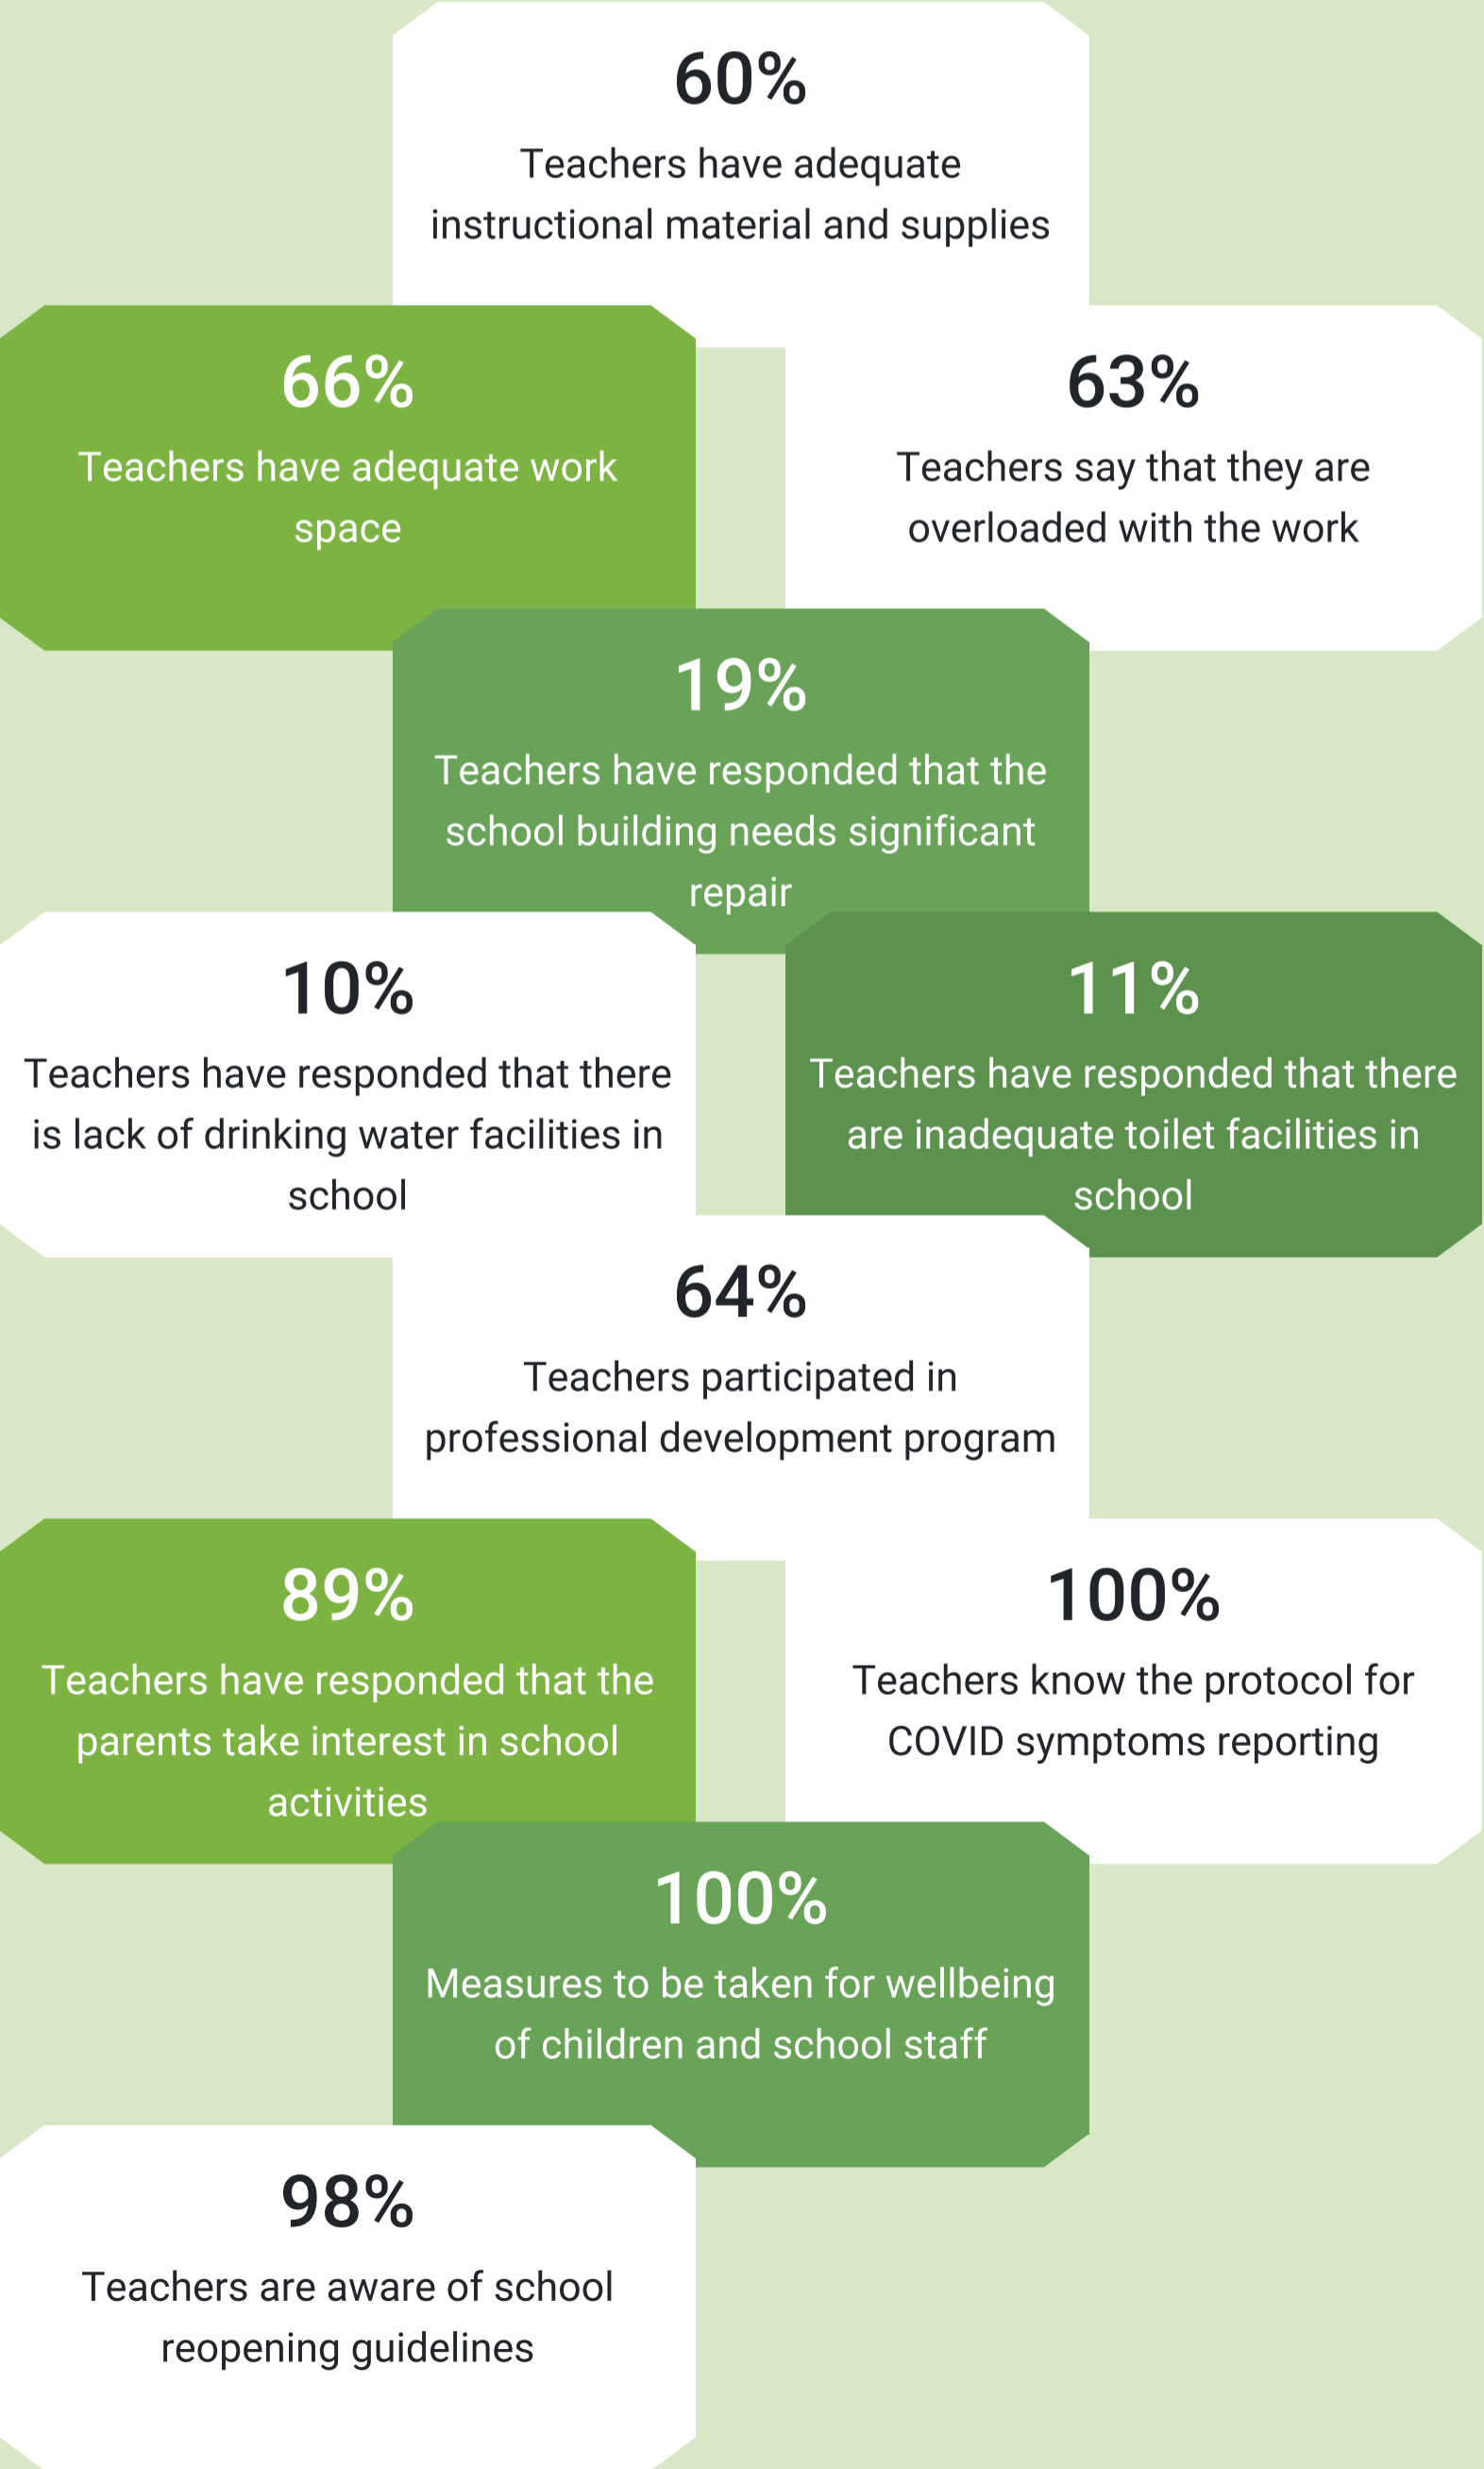 60%
Teachers have adequate
instructional material and supplies
66%
Teachers have adequate work
space
63%
Teachers say that they are
overloaded with the work
19%
Teachers have responded that the
school building needs significant
repair
10%
Teachers have responded that there
is lack of drinking water facilities in
school
11%
Teachers have responded that there
are inadequate toilet facilities in
school
64%
Teachers participated in
professional development program
89%
Teachers have responded that the
parents take interest in school
activities
100%
Teachers know the protocol for
COVID symptoms reporting
100%
Measures to be taken for wellbeing
of children and school staff
98%
Teachers are aware of school
reopening guidelines